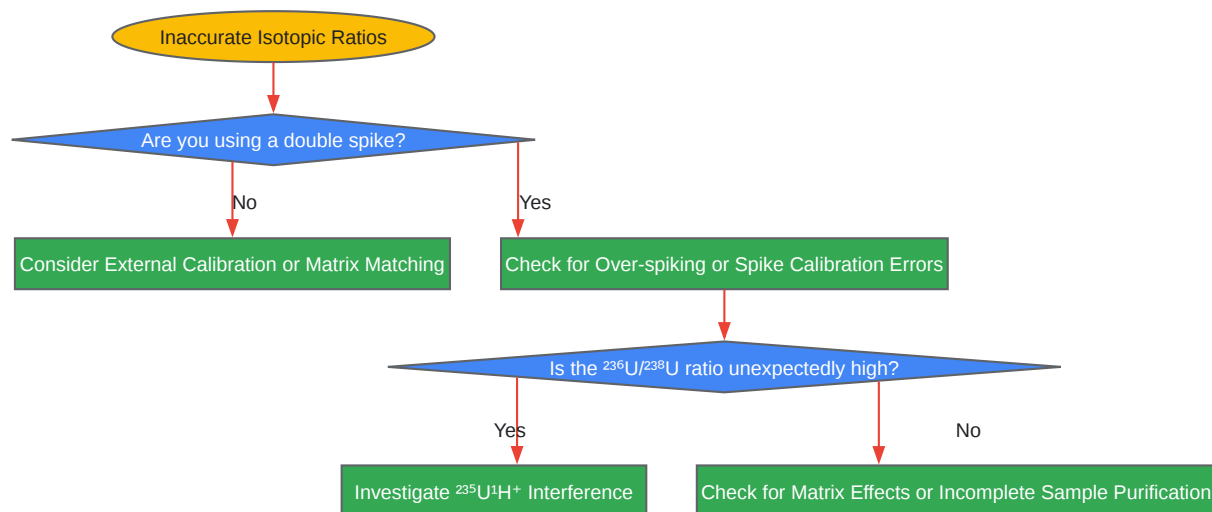 Inaccurate Isotopic Ratios
Are you using a double spike?
No
Yes
Consider External Calibration or Matrix Matching
Check for Over-spiking or Spike Calibration Errors
Is the ²³⁶U/²³⁸U ratio unexpectedly high?
Yes
No
Investigate ²³⁵U¹H⁺ Interference
Check for Matrix Effects or Incomplete Sample Purification